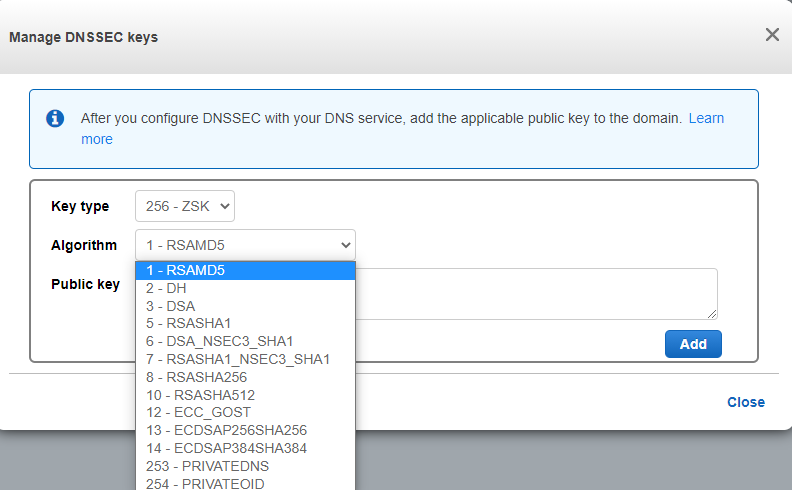 Manage DNSSEC keys
After you configure DNSSEC with your DNS service, add the applicable public key to the domain. Learn
more
Key type 256 - ZSK
Algorithm 1 - RSAMD5
Public key
1 - RSAMD5
2 - DH
3 - DSA
5 - RSASHA1
6 - DSA_NSEC3_SHA1
7 - RSASHA1_NSEC3_SHA1
8 - RSASHA256
10 - RSASHA512
12 - ECC_GOST
13 - ECDSAP256SHA256
14 - ECDSAP384SHA384
253 - PRIVATEDNS
254 - PRIVATEOID
Add
Close